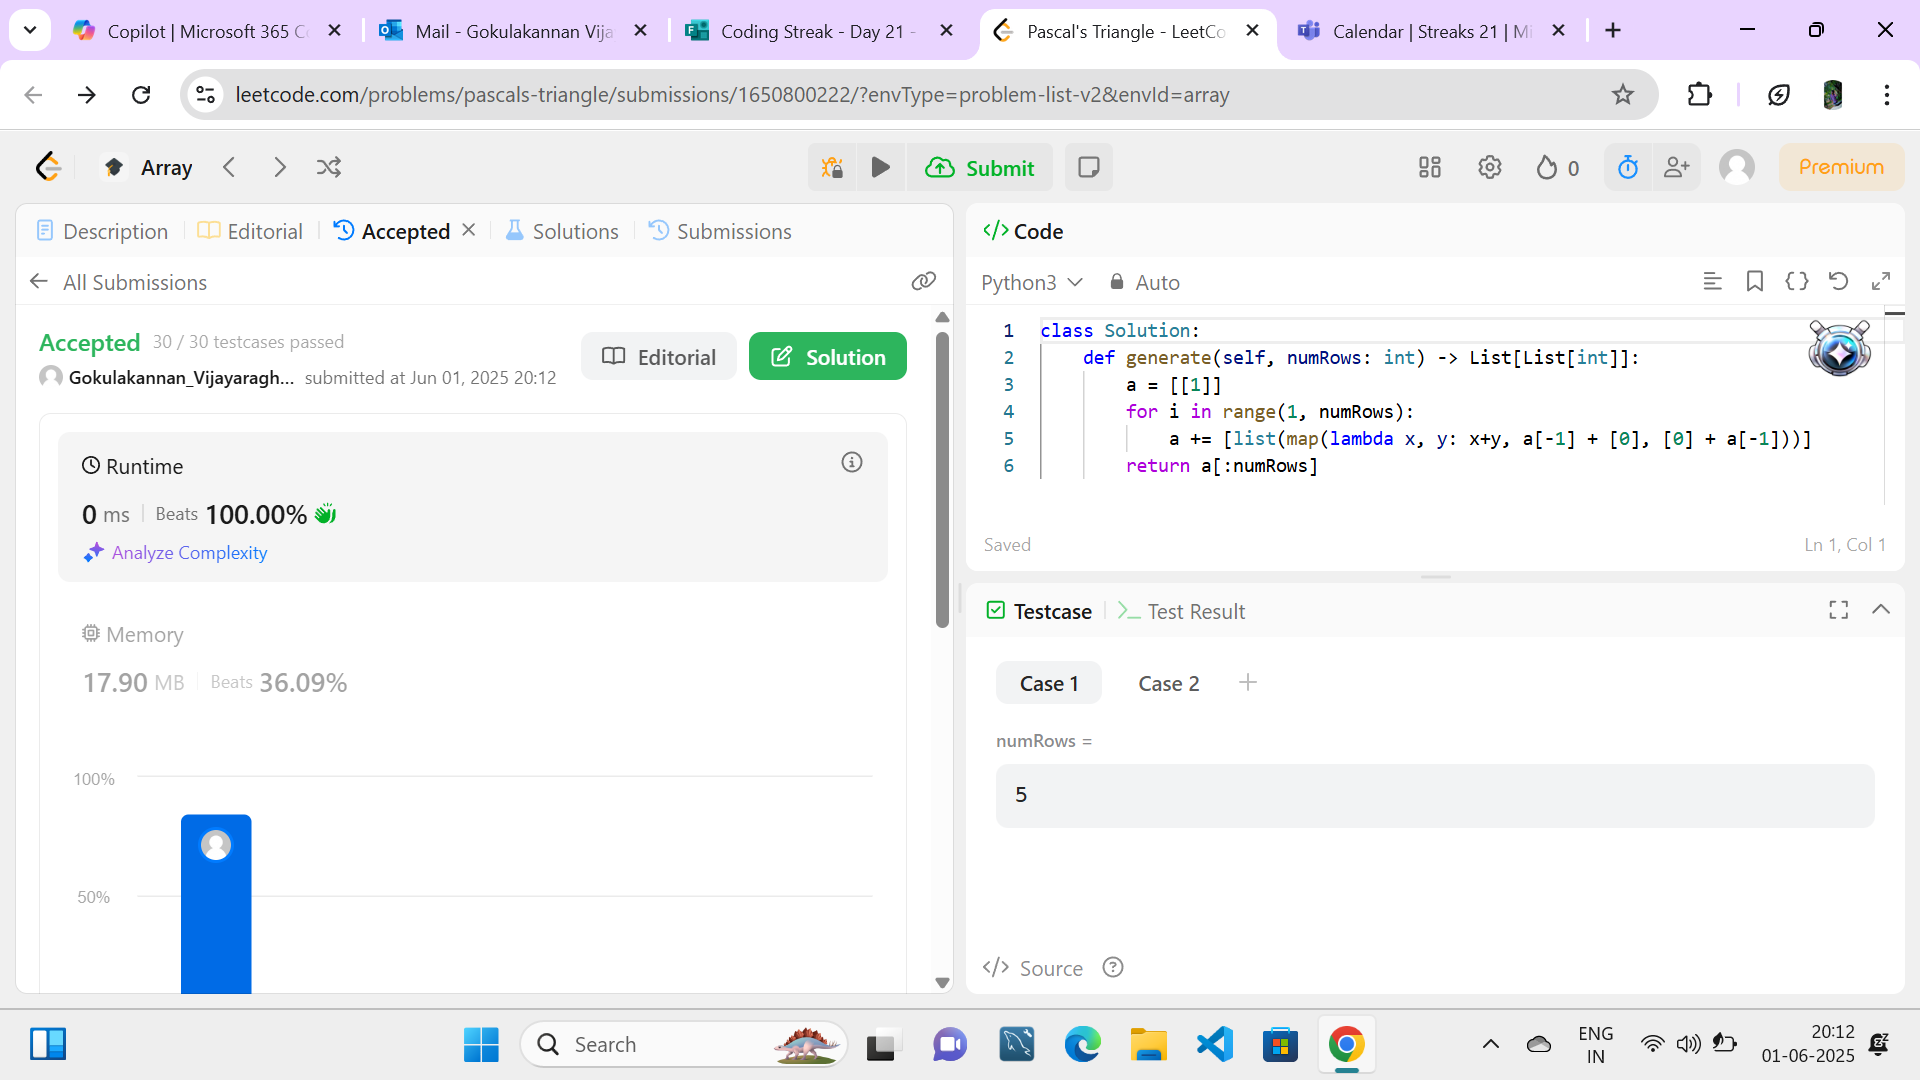 Copilot | Microsoft 365 C
Mail - Gokulakannan Vija
Coding Streak - Day 21 -
Pascal's Triangle - LeetCo
Calendar | Streaks 21 | Mi
leetcode.com/problems/pascals-triangle/submissions/1650800222/?envType=problem-list-v2&envId=array
Array
Submit
0
Premium
Description
Editorial
Accepted
Solutions
Submissions
All Submissions
Accepted 30 / 30 testcases passed
Gokulakannan_Vijayaragh... submitted at Jun 01, 2025 20:12
Editorial
Solution
Runtime
0 ms Beats 100.00%
Analyze Complexity
Memory
17.90 MB Beats 36.09%
100%
50%
</> Code
Python3 Auto
1 class Solution:
2 def generate(self, numRows: int) -> List[List[int]]:
3 a = [[1]]
4 for i in range(1, numRows):
5 a += [list(map(lambda x, y: x+y, a[-1] + [0], [0] + a[-1]))]
6 return a[:numRows]
Saved
Ln 1, Col 1
Testcase
Test Result
Case 1
Case 2
numRows =
5
</> Source
Search
ENG
IN
20:12
01-06-2025